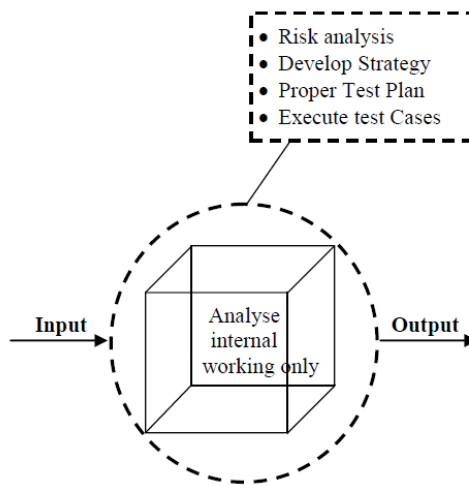 • Risk analysis
• Develop Strategy
• Proper Test Plan
• Execute test Cases
Input
Analyse
internal
working only
Output